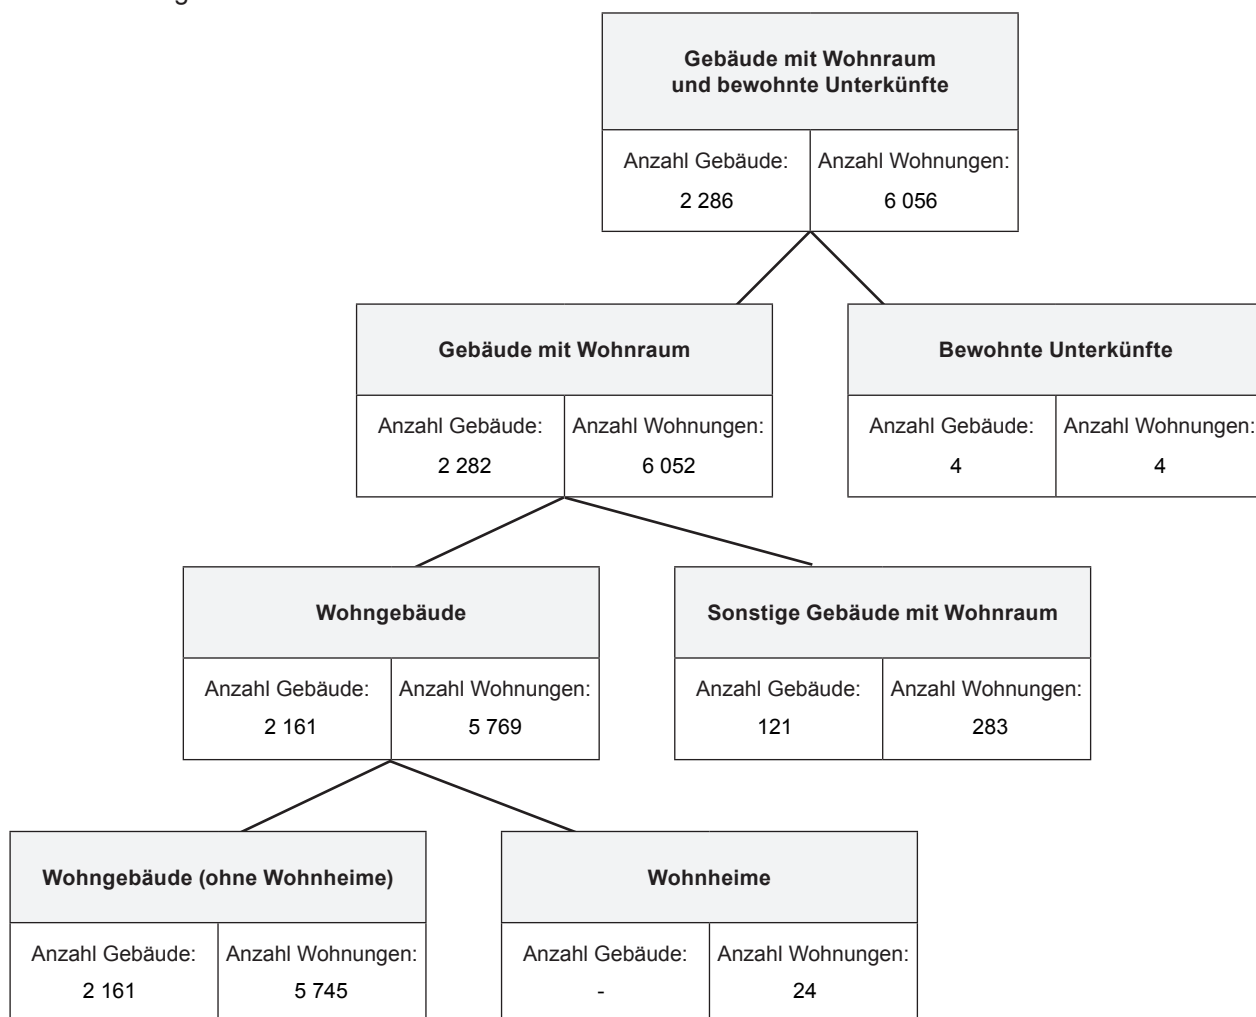 Gebäude mit Wohnraum
und bewohnte Unterkünfte
Anzahl Gebäude: Anzahl Wohnungen:
2 286 6 056
Gebäude mit Wohnraum Bewohnte Unterkünfte
Anzahl Gebäude: Anzahl Wohnungen: Anzahl Gebäude: Anzahl Wohnungen:
2 282 6 052 4 4
Wohngebäude Sonstige Gebäude mit Wohnraum
Anzahl Gebäude: Anzahl Wohnungen: Anzahl Gebäude: Anzahl Wohnungen:
2 161 5 769 121 283
Wohngebäude (ohne Wohnheime) Wohnheime
Anzahl Gebäude: Anzahl Wohnungen: Anzahl Gebäude: Anzahl Wohnungen:
2 161 5 745 - 24